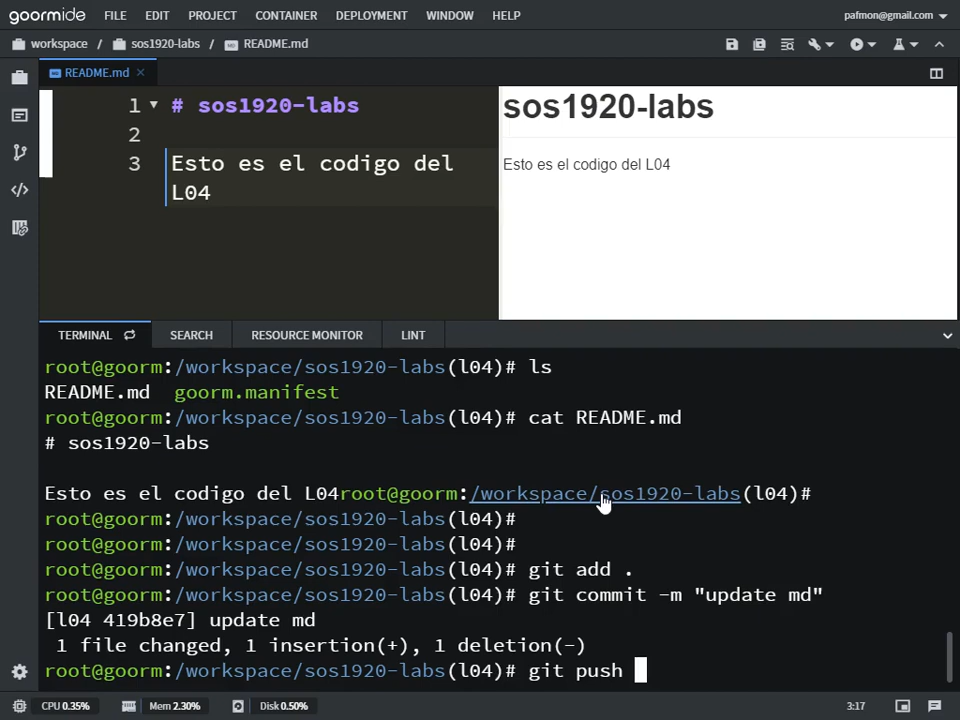 goormide FILE EDIT PROJECT CONTAINER DEPLOYMENT WINDOW HELP pafmon@gmail.com
workspace / sos1920-labs / README.md
README.md
1 # sos1920-labs
2
3 Esto es el codigo del
L04
sos1920-labs
Esto es el codigo del L04
TERMINAL SEARCH RESOURCE MONITOR LINT
root@goorm:/workspace/sos1920-labs(l04)# ls
README.md goorm.manifest
root@goorm:/workspace/sos1920-labs(l04)# cat README.md
# sos1920-labs
Esto es el codigo del L04root@goorm:/workspace/sos1920-labs(l04)#
root@goorm:/workspace/sos1920-labs(l04)#
root@goorm:/workspace/sos1920-labs(l04)#
root@goorm:/workspace/sos1920-labs(l04)# git add .
root@goorm:/workspace/sos1920-labs(l04)# git commit -m "update md"
[l04 419b8e7] update md
1 file changed, 1 insertion(+), 1 deletion(-)
root@goorm:/workspace/sos1920-labs(l04)# git push
CPU 0.35% Mem 2.30% Disk 0.50% 3:17